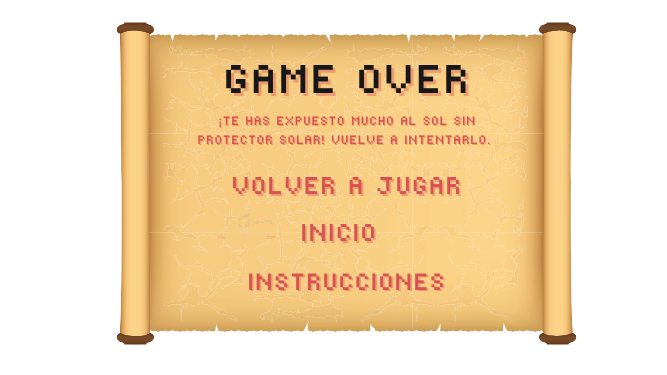 GAME OVER
¡TE HAS EXPUESTO MUCHO AL SOL SIN
PROTECTOR SOLAR! VUELVE A INTENTARLO.
VOLVER A JUGAR
INICIO
INSTRUCCIONES